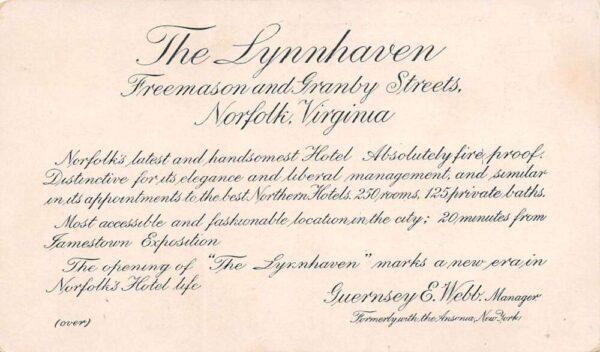 The Lynnhaven
Freemason and Granby Streets,
Norfolk, Virginia
Norfolk's latest and handsomest Hotel Absolutely fire proof.
Distinctive for its elegance and liberal management, and similar
in its appointments to the best Northern Hotels. 250 rooms, 125 private baths.
Most accessible and fashionable location in the city; 20 minutes from
Jamestown Exposition
The opening of "The Lynnhaven" marks a new era in
Norfolk's Hotel life
Guernsey E. Webb. Manager
Formerly with the Ansonia, New York
(over)